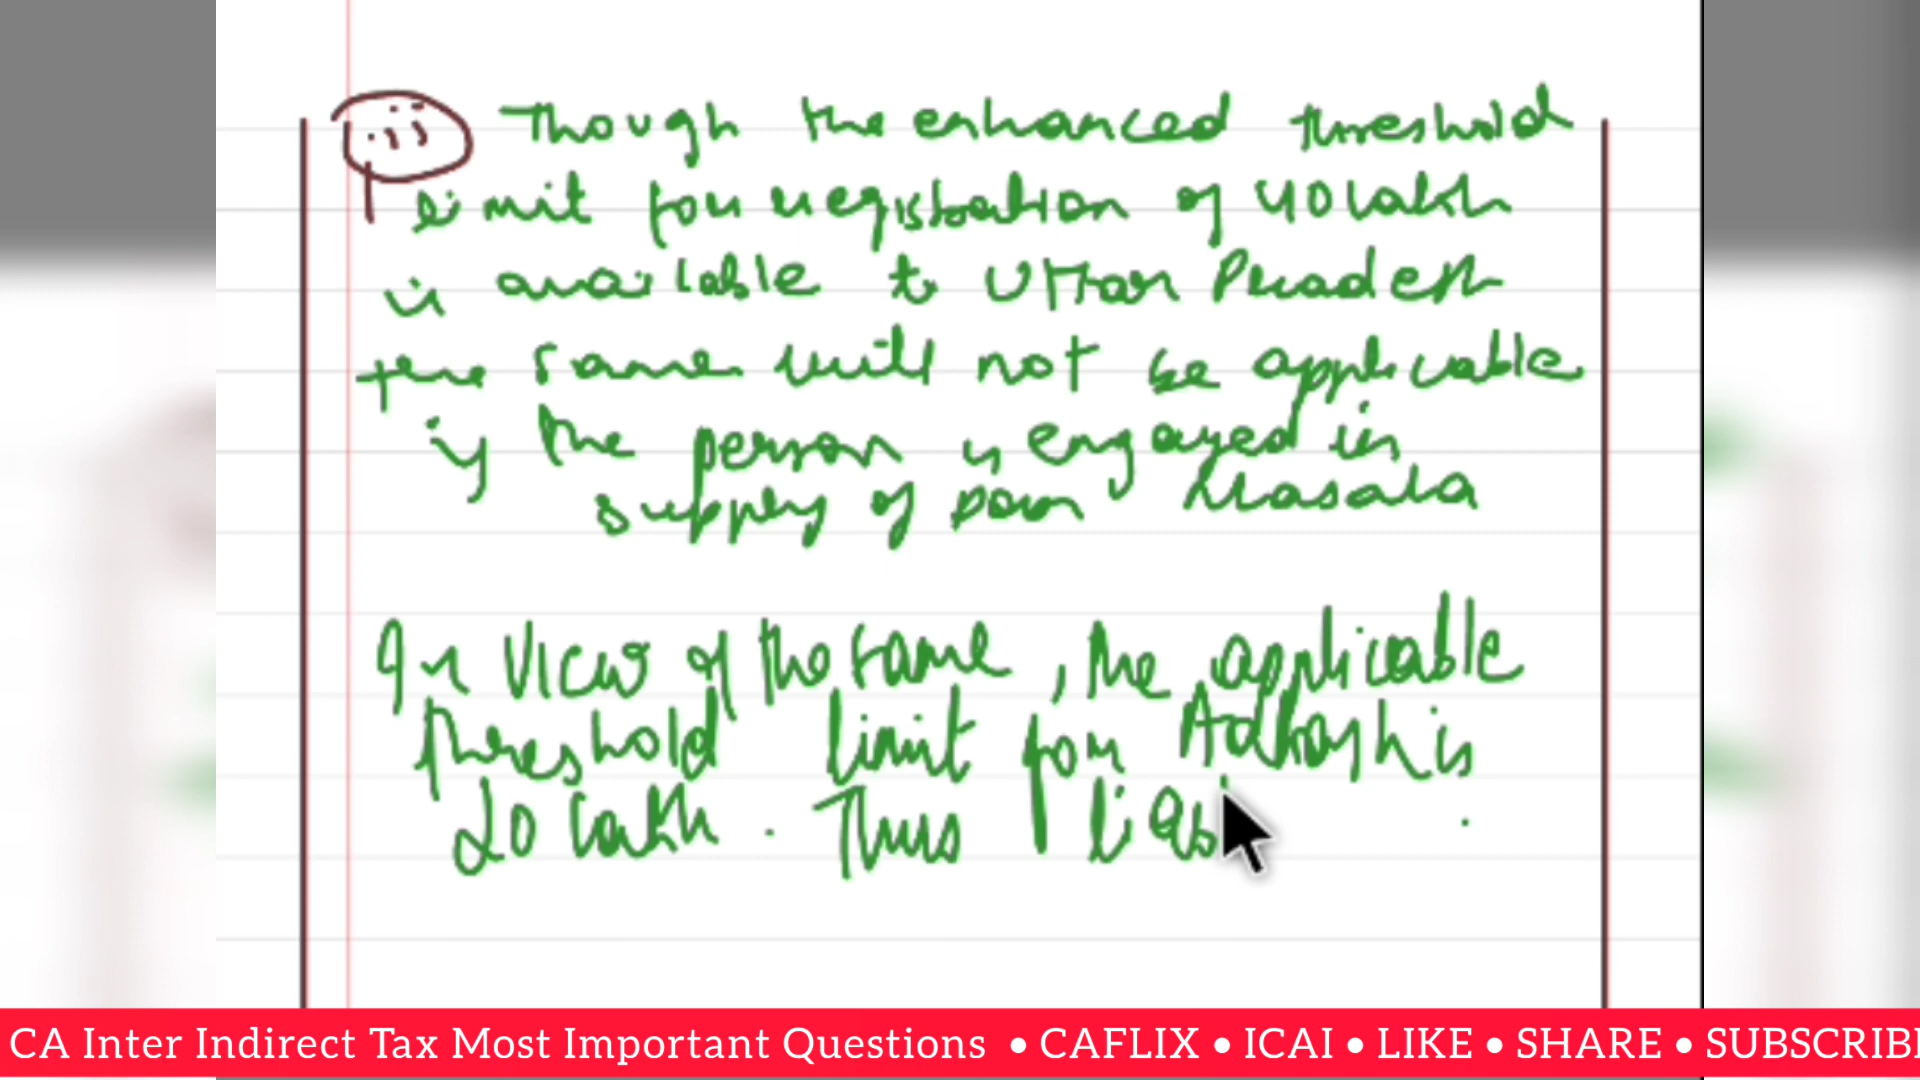 iii Though the enhanced threshold
limit for registration of 40 lakh
is available to Uttar Pradesh
the same will not be applicable
if the person is engaged in
supply of pan Masala
In view of the same, the applicable
threshold limit for Adhayh is
20 lakh. Thus liab
CA Inter Indirect Tax Most Important Questions • CAFLIX • ICAI • LIKE • SHARE • SUBSCRIBE